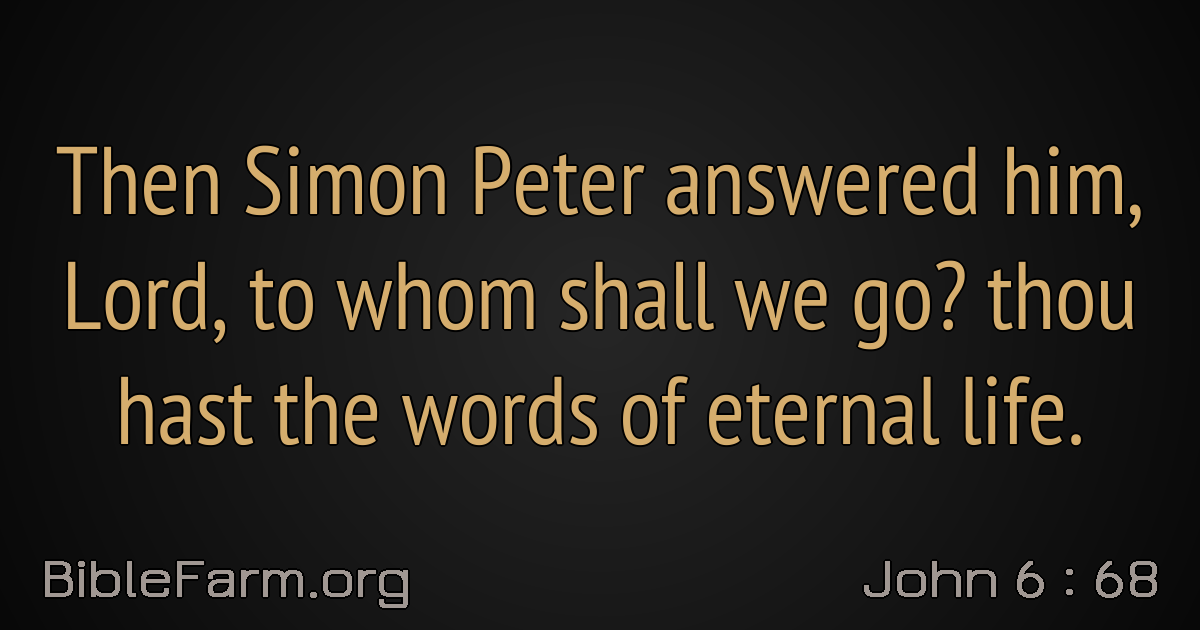 Then Simon Peter answered him,
Lord, to whom shall we go? thou
hast the words of eternal life.
BibleFarm.org
John 6 : 68